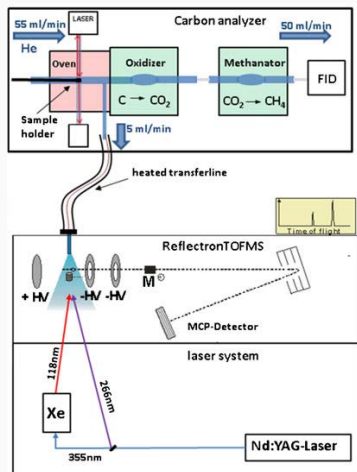 55 ml/min
He
LASER
Carbon analyzer
50 ml/min
Oven
Oxidizer
Methanator
FID
C → CO2
CO2 → CH4
Sample
holder
5 ml/min
heated transferline
Time of flight
ReflectronTOFMS
+ HV
-HV
-HV
M
MCP-Detector
laser system
118nm
266nm
Xe
355nm
Nd:YAG-Laser